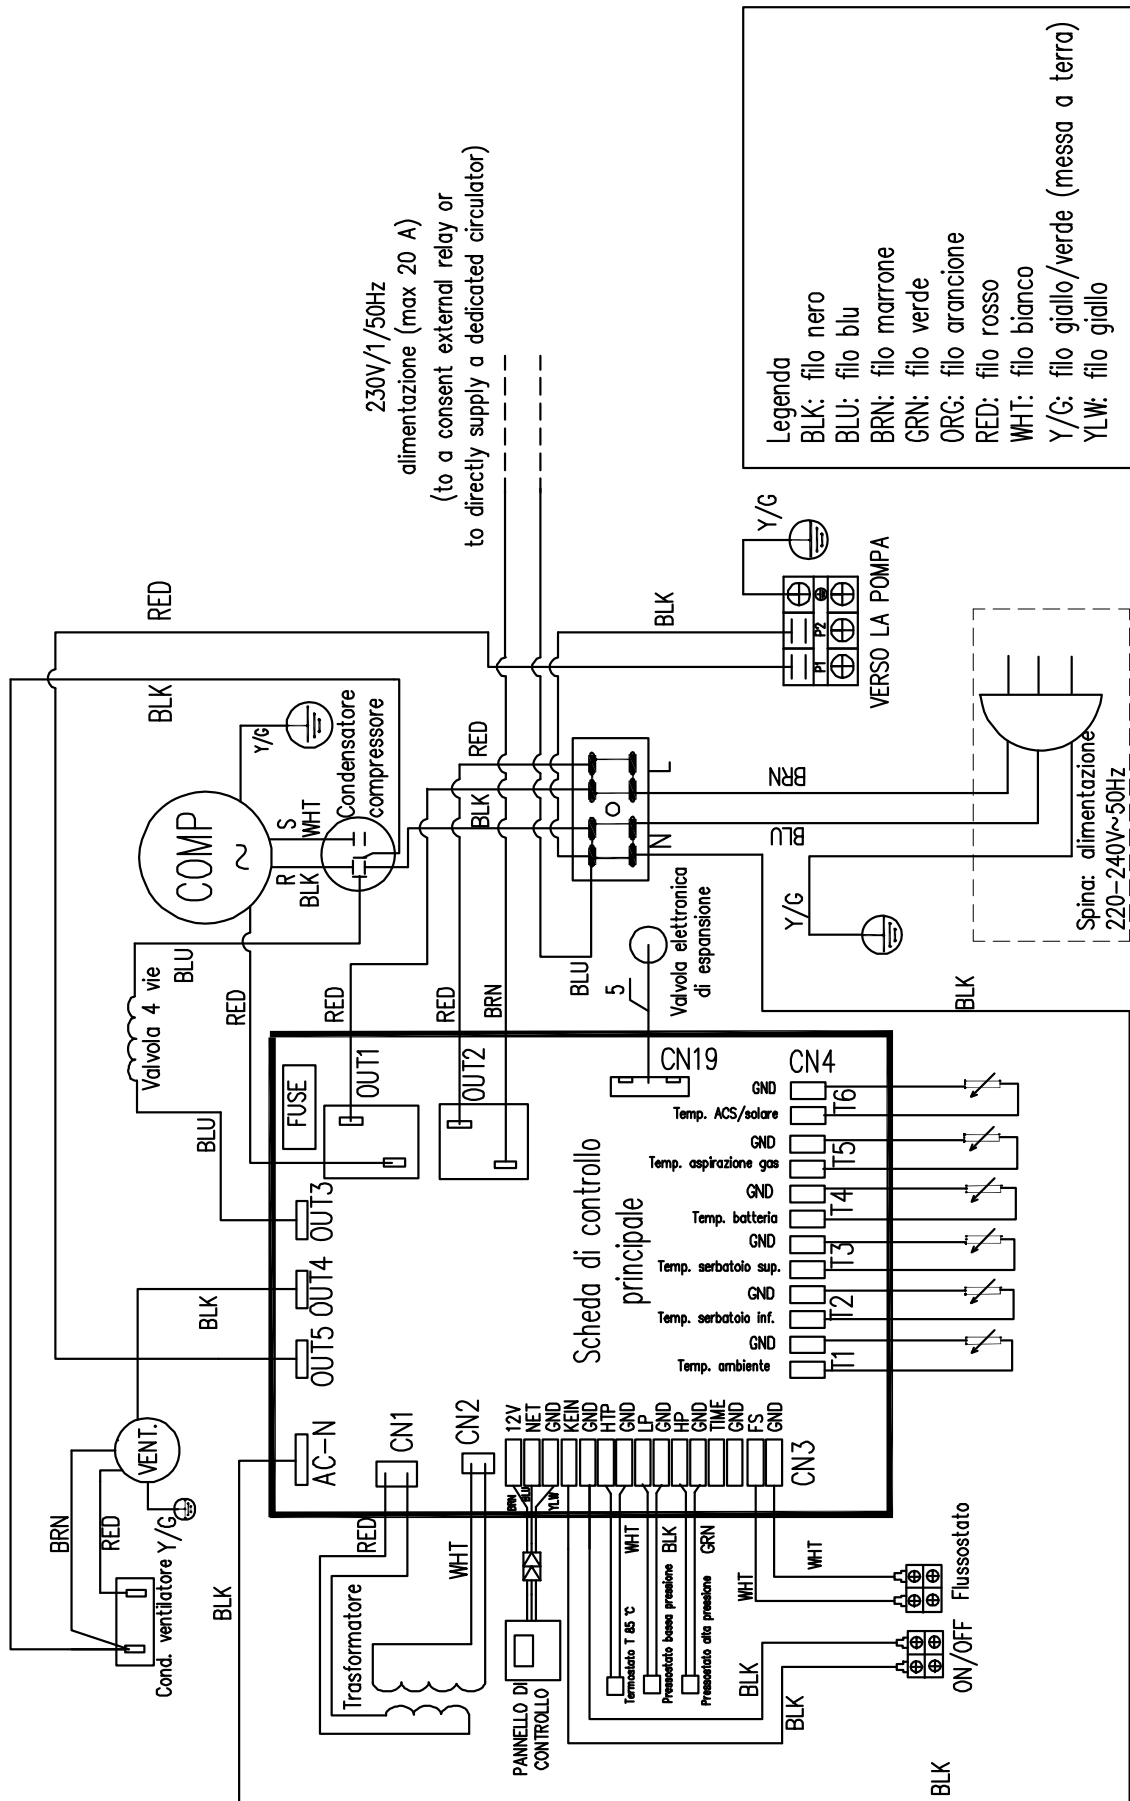 230V/1/50Hz
alimentazione (max 20 A)
(to a consent external relay or
to directly supply a dedicated circulator)
Legenda
BLK: filo nero
BLU: filo blu
BRN: filo marrone
GRN: filo verde
ORG: filo arancione
RED: filo rosso
WHT: filo bianco
Y/G: filo giallo/verde (messa a terra)
YLW: filo giallo
RED
BLK
BLK
Y/G
COMP
~
S
WHT
R
BLK
Condensatore
compressore
Y/G
VERSO LA POMPA
P1
P2
RED
BLK
L
N
BRN
BLU
Y/G
Spina: alimentazione
220-240V~50Hz
BLU
Valvola 4 vie
BLU
RED
RED
RED
BRN
BLU
5
Valvola elettronica
di espansione
BLK
FUSE
OUT1
OUT2
OUT3
OUT4
OUT5
AC-N
CN19
CN4
CN1
CN2
CN3
Scheda di controllo
principale
GND
T6
Temp. ACS/solare
GND
T5
Temp. aspirazione gas
GND
T4
Temp. batteria
GND
T3
Temp. serbatoio sup.
GND
T2
Temp. serbatoio inf.
GND
T1
Temp. ambiente
12V
NET
GND
KEIN
GND
HTP
GND
LP
GND
HP
GND
TIME
GND
FS
GND
BLK
VENT.
BRN
RED
Y/G
Cond. ventilatore
BLK
RED
WHT
Trasformatore
BRN
BLU
YLW
PANNELLO DI
CONTROLLO
WHT
Termostato T 85 °C
BLK
Pressostato bassa pressione
GRN
Pressostato alta pressione
WHT
WHT
BLK
BLK
Flussostato
ON/OFF
BLK